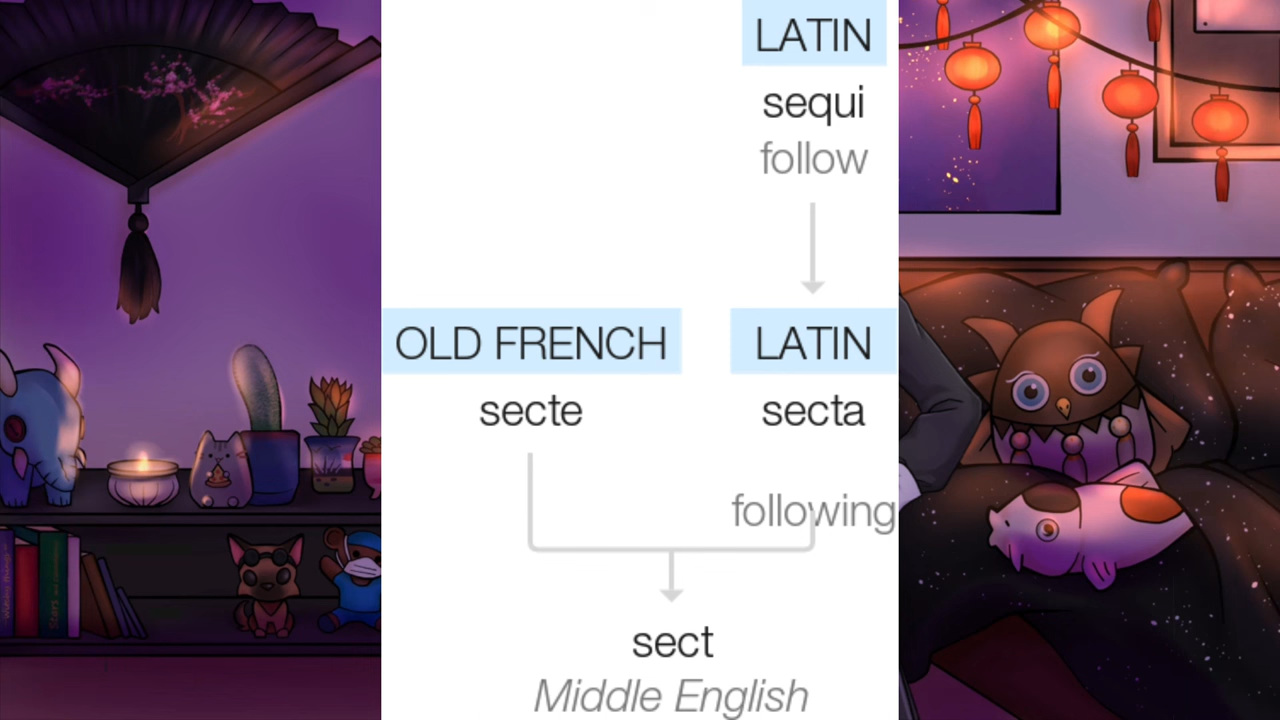 LATIN
sequi
follow
OLD FRENCH
LATIN
secte
secta
following
sect
Middle English